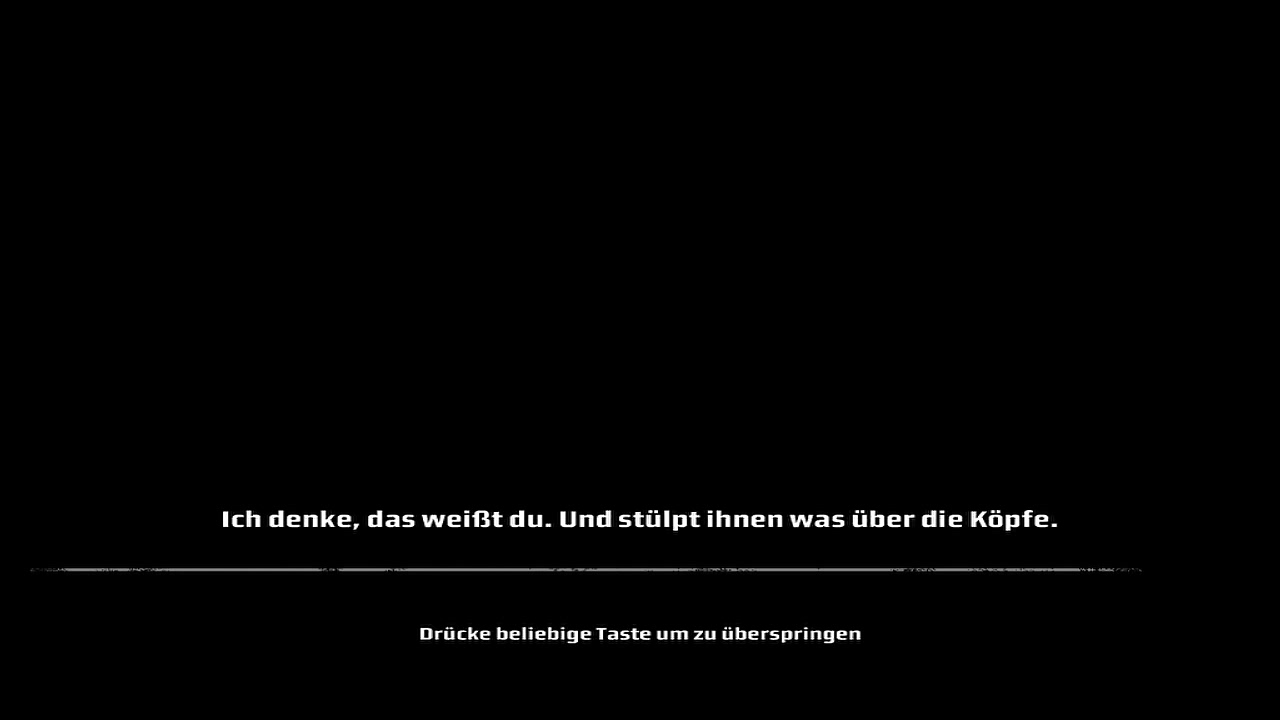 Ich denke, das weißt du. Und stülpt ihnen was über die Köpfe.
Drücke beliebige Taste um zu überspringen